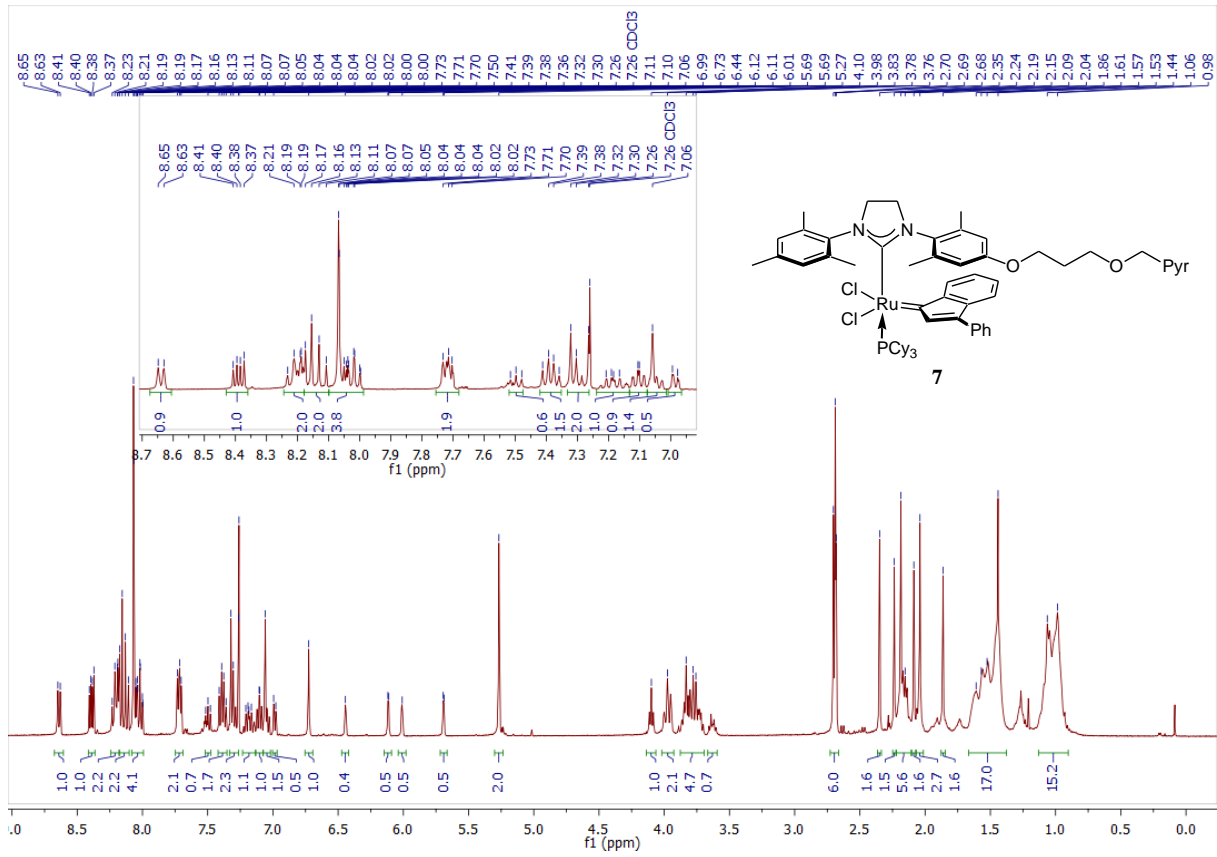 8.65 8.63 8.41 8.40 8.38 8.37 8.23 8.21 8.19 8.19 8.17 8.16 8.13 8.11 8.07 8.07 8.05 8.04 8.04 8.04 8.02 8.02 8.00 8.00 7.73 7.71 7.70 7.50 7.41 7.39 7.38 7.36 7.32 7.30 7.26 7.26 CDCl3 7.11 7.10 7.06 6.99 6.73 6.44 6.12 6.11 6.01 5.69 5.69 5.27 4.10 3.98 3.83 3.78 3.76 2.70 2.69 2.68 2.35 2.24 2.19 2.15 2.09 2.04 1.86 1.61 1.57 1.53 1.44 1.06 0.98
8.65 8.63 8.41 8.40 8.38 8.37 8.21 8.19 8.19 8.17 8.16 8.13 8.11 8.07 8.07 8.05 8.04 8.04 8.04 8.02 8.02 7.73 7.71 7.70 7.39 7.38 7.32 7.30 7.26 7.26 CDCl3 7.06
0.9 1.0 2.0 2.0 3.8 1.9 0.6 1.5 2.0 1.0 0.9 1.4 0.5
8.7 8.6 8.5 8.4 8.3 8.2 8.1 8.0 7.9 7.8 7.7 7.6 7.5 7.4 7.3 7.2 7.1 7.0
f1 (ppm)
N N
O O Pyr
Cl
Ru
Cl Ph
PCy3
7
1.0 1.0 2.2 2.2 4.1 2.1 0.7 1.7 2.3 1.1 1.0 1.5 0.5 1.0 0.4 0.5 0.5 0.5 2.0 1.0 2.1 4.7 0.7 6.0 1.6 1.5 5.6 1.6 2.7 1.6 17.0 15.2
.0 8.5 8.0 7.5 7.0 6.5 6.0 5.5 5.0 4.5 4.0 3.5 3.0 2.5 2.0 1.5 1.0 0.5 0.0
f1 (ppm)